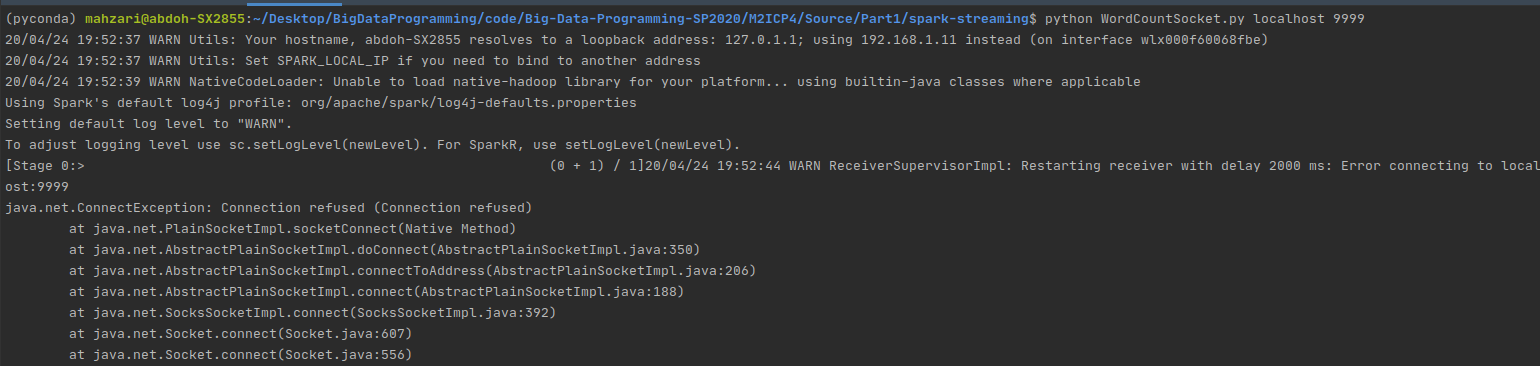 (pyconda) mahzari@abdoh-SX2855:~/Desktop/BigDataProgramming/code/Big-Data-Programming-SP2020/M2ICP4/Source/Part1/spark-streaming$ python WordCountSocket.py localhost 9999
20/04/24 19:52:37 WARN Utils: Your hostname, abdoh-SX2855 resolves to a loopback address: 127.0.1.1; using 192.168.1.11 instead (on interface wlx000f60068fbe)
20/04/24 19:52:37 WARN Utils: Set SPARK_LOCAL_IP if you need to bind to another address
20/04/24 19:52:39 WARN NativeCodeLoader: Unable to load native-hadoop library for your platform... using builtin-java classes where applicable
Using Spark's default log4j profile: org/apache/spark/log4j-defaults.properties
Setting default log level to "WARN".
To adjust logging level use sc.setLogLevel(newLevel). For SparkR, use setLogLevel(newLevel).
[Stage 0:>                                                          (0 + 1) / 1]20/04/24 19:52:44 WARN ReceiverSupervisorImpl: Restarting receiver with delay 2000 ms: Error connecting to local
ost:9999
java.net.ConnectException: Connection refused (Connection refused)
        at java.net.PlainSocketImpl.socketConnect(Native Method)
        at java.net.AbstractPlainSocketImpl.doConnect(AbstractPlainSocketImpl.java:350)
        at java.net.AbstractPlainSocketImpl.connectToAddress(AbstractPlainSocketImpl.java:206)
        at java.net.AbstractPlainSocketImpl.connect(AbstractPlainSocketImpl.java:188)
        at java.net.SocksSocketImpl.connect(SocksSocketImpl.java:392)
        at java.net.Socket.connect(Socket.java:607)
        at java.net.Socket.connect(Socket.java:556)